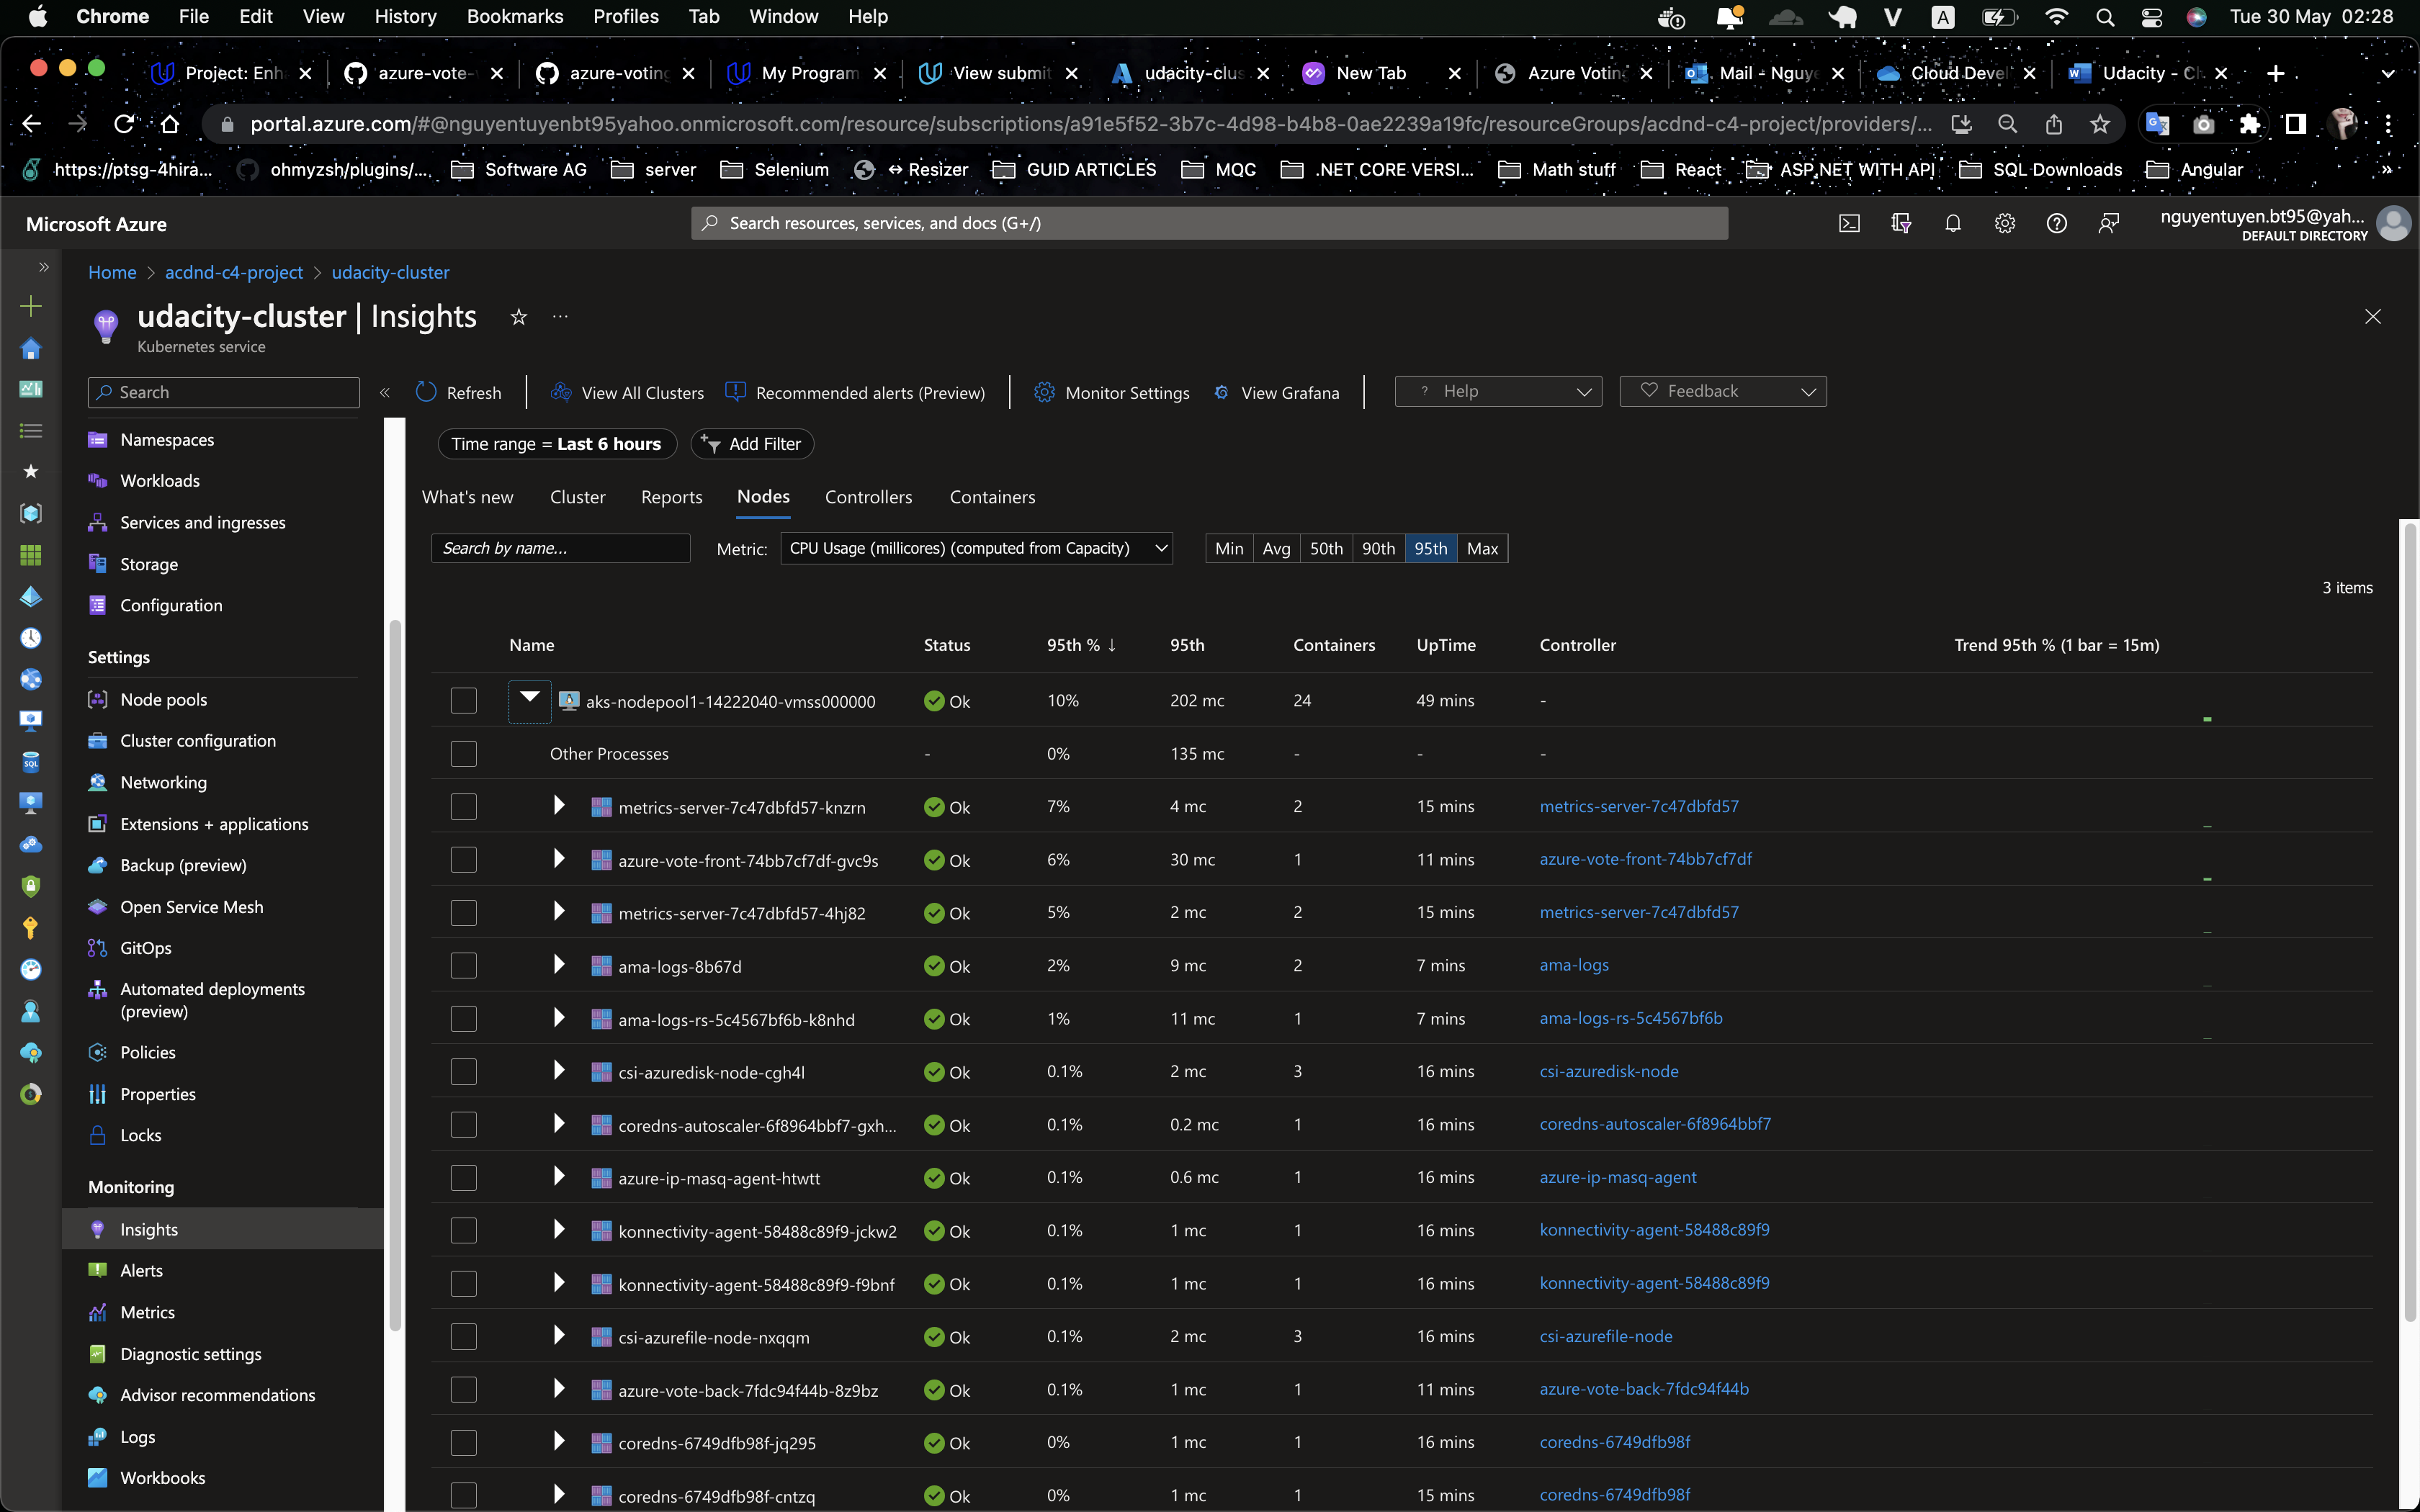 Chrome File Edit View History Bookmarks Profiles Tab Window Help A Tue 30 May 02:28
Project: Enh azure-vote- azure-voting My Program View submit udacity-clus New Tab Azure Voting Mail - Nguye Cloud Devel Udacity - Cl
portal.azure.com/#@nguyentuyenbt95yahoo.onmicrosoft.com/resource/subscriptions/a91e5f52-3b7c-4d98-b4b8-0ae2239a19fc/resourceGroups/acdnd-c4-project/providers/...
https://ptsg-4hira... ohmyzsh/plugins/... Software AG server Selenium ↔ Resizer GUID ARTICLES MQC .NET CORE VERSI... Math stuff React ASP.NET WITH API SQL Downloads Angular »
Microsoft Azure
Search resources, services, and docs (G+/)
nguyentuyen.bt95@yah...
DEFAULT DIRECTORY
Home > acdnd-c4-project > udacity-cluster
udacity-cluster | Insights
Kubernetes service
Search
Refresh View All Clusters Recommended alerts (Preview) Monitor Settings View Grafana ? Help Feedback
Namespaces
Workloads
Services and ingresses
Storage
Configuration
Settings
Node pools
Cluster configuration
Networking
Extensions + applications
Backup (preview)
Open Service Mesh
GitOps
Automated deployments
(preview)
Policies
Properties
Locks
Monitoring
Insights
Alerts
Metrics
Diagnostic settings
Advisor recommendations
Logs
Workbooks
Time range = Last 6 hours Add Filter
What's new Cluster Reports Nodes Controllers Containers
Search by name... Metric: CPU Usage (millicores) (computed from Capacity) Min Avg 50th 90th 95th Max
3 items
Name Status 95th % ↓ 95th Containers UpTime Controller Trend 95th % (1 bar = 15m)
aks-nodepool1-14222040-vmss000000 Ok 10% 202 mc 24 49 mins -
Other Processes - 0% 135 mc - - -
metrics-server-7c47dbfd57-knzrn Ok 7% 4 mc 2 15 mins metrics-server-7c47dbfd57
azure-vote-front-74bb7cf7df-gvc9s Ok 6% 30 mc 1 11 mins azure-vote-front-74bb7cf7df
metrics-server-7c47dbfd57-4hj82 Ok 5% 2 mc 2 15 mins metrics-server-7c47dbfd57
ama-logs-8b67d Ok 2% 9 mc 2 7 mins ama-logs
ama-logs-rs-5c4567bf6b-k8nhd Ok 1% 11 mc 1 7 mins ama-logs-rs-5c4567bf6b
csi-azuredisk-node-cgh4l Ok 0.1% 2 mc 3 16 mins csi-azuredisk-node
coredns-autoscaler-6f8964bbf7-gxh... Ok 0.1% 0.2 mc 1 16 mins coredns-autoscaler-6f8964bbf7
azure-ip-masq-agent-htwtt Ok 0.1% 0.6 mc 1 16 mins azure-ip-masq-agent
konnectivity-agent-58488c89f9-jckw2 Ok 0.1% 1 mc 1 16 mins konnectivity-agent-58488c89f9
konnectivity-agent-58488c89f9-f9bnf Ok 0.1% 1 mc 1 16 mins konnectivity-agent-58488c89f9
csi-azurefile-node-nxqqm Ok 0.1% 2 mc 3 16 mins csi-azurefile-node
azure-vote-back-7fdc94f44b-8z9bz Ok 0.1% 1 mc 1 11 mins azure-vote-back-7fdc94f44b
coredns-6749dfb98f-jq295 Ok 0% 1 mc 1 16 mins coredns-6749dfb98f
coredns-6749dfb98f-cntzq Ok 0% 1 mc 1 15 mins coredns-6749dfb98f